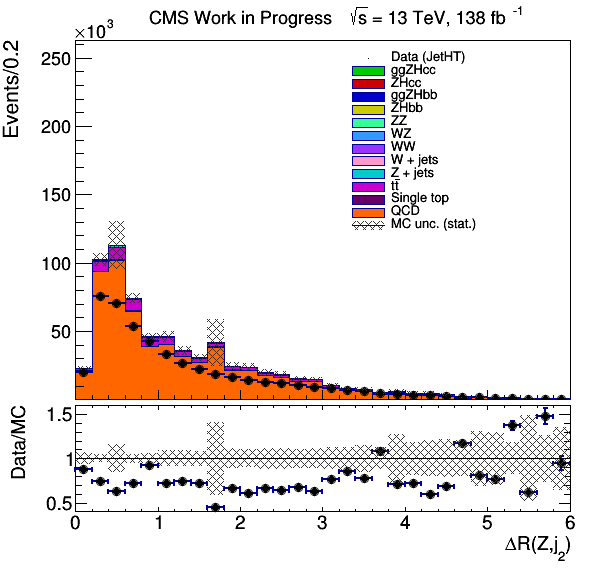 CMS Work in Progress √s = 13 TeV, 138 fb⁻¹
×10³
Events/0.2
250
200
150
100
50
Data (JetHT)
ggZHcc
ZHcc
ggZHbb
ZHbb
ZZ
WZ
WW
W + jets
Z + jets
tt̄
Single top
QCD
MC unc. (stat.)
Data/MC
1.5
1
0.5
0 1 2 3 4 5 6
ΔR(Z,j₂)